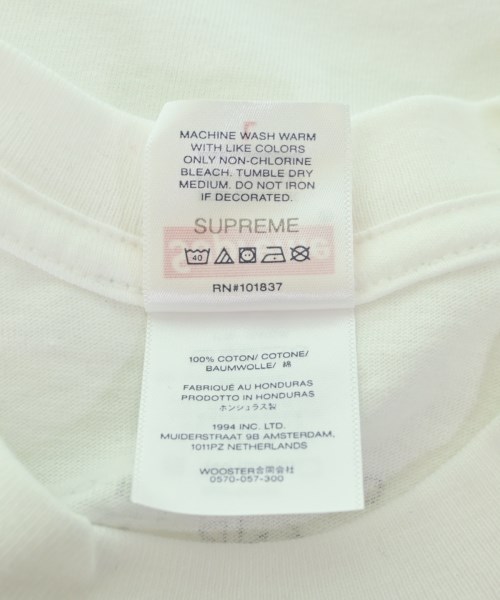 MACHINE WASH WARM
WITH LIKE COLORS
ONLY NON-CHLORINE
BLEACH. TUMBLE DRY
MEDIUM. DO NOT IRON
IF DECORATED.
SUPREME
40
RN#101837
100% COTON/ COTONE/
BAUMWOLLE/ 綿
FABRIQUÉ AU HONDURAS
PRODOTTO IN HONDURAS
ホンジュラス製
1994 INC. LTD.
MUIDERSTRAAT 9B AMSTERDAM,
1011PZ NETHERLANDS
WOOSTER合同会社
0570-057-300